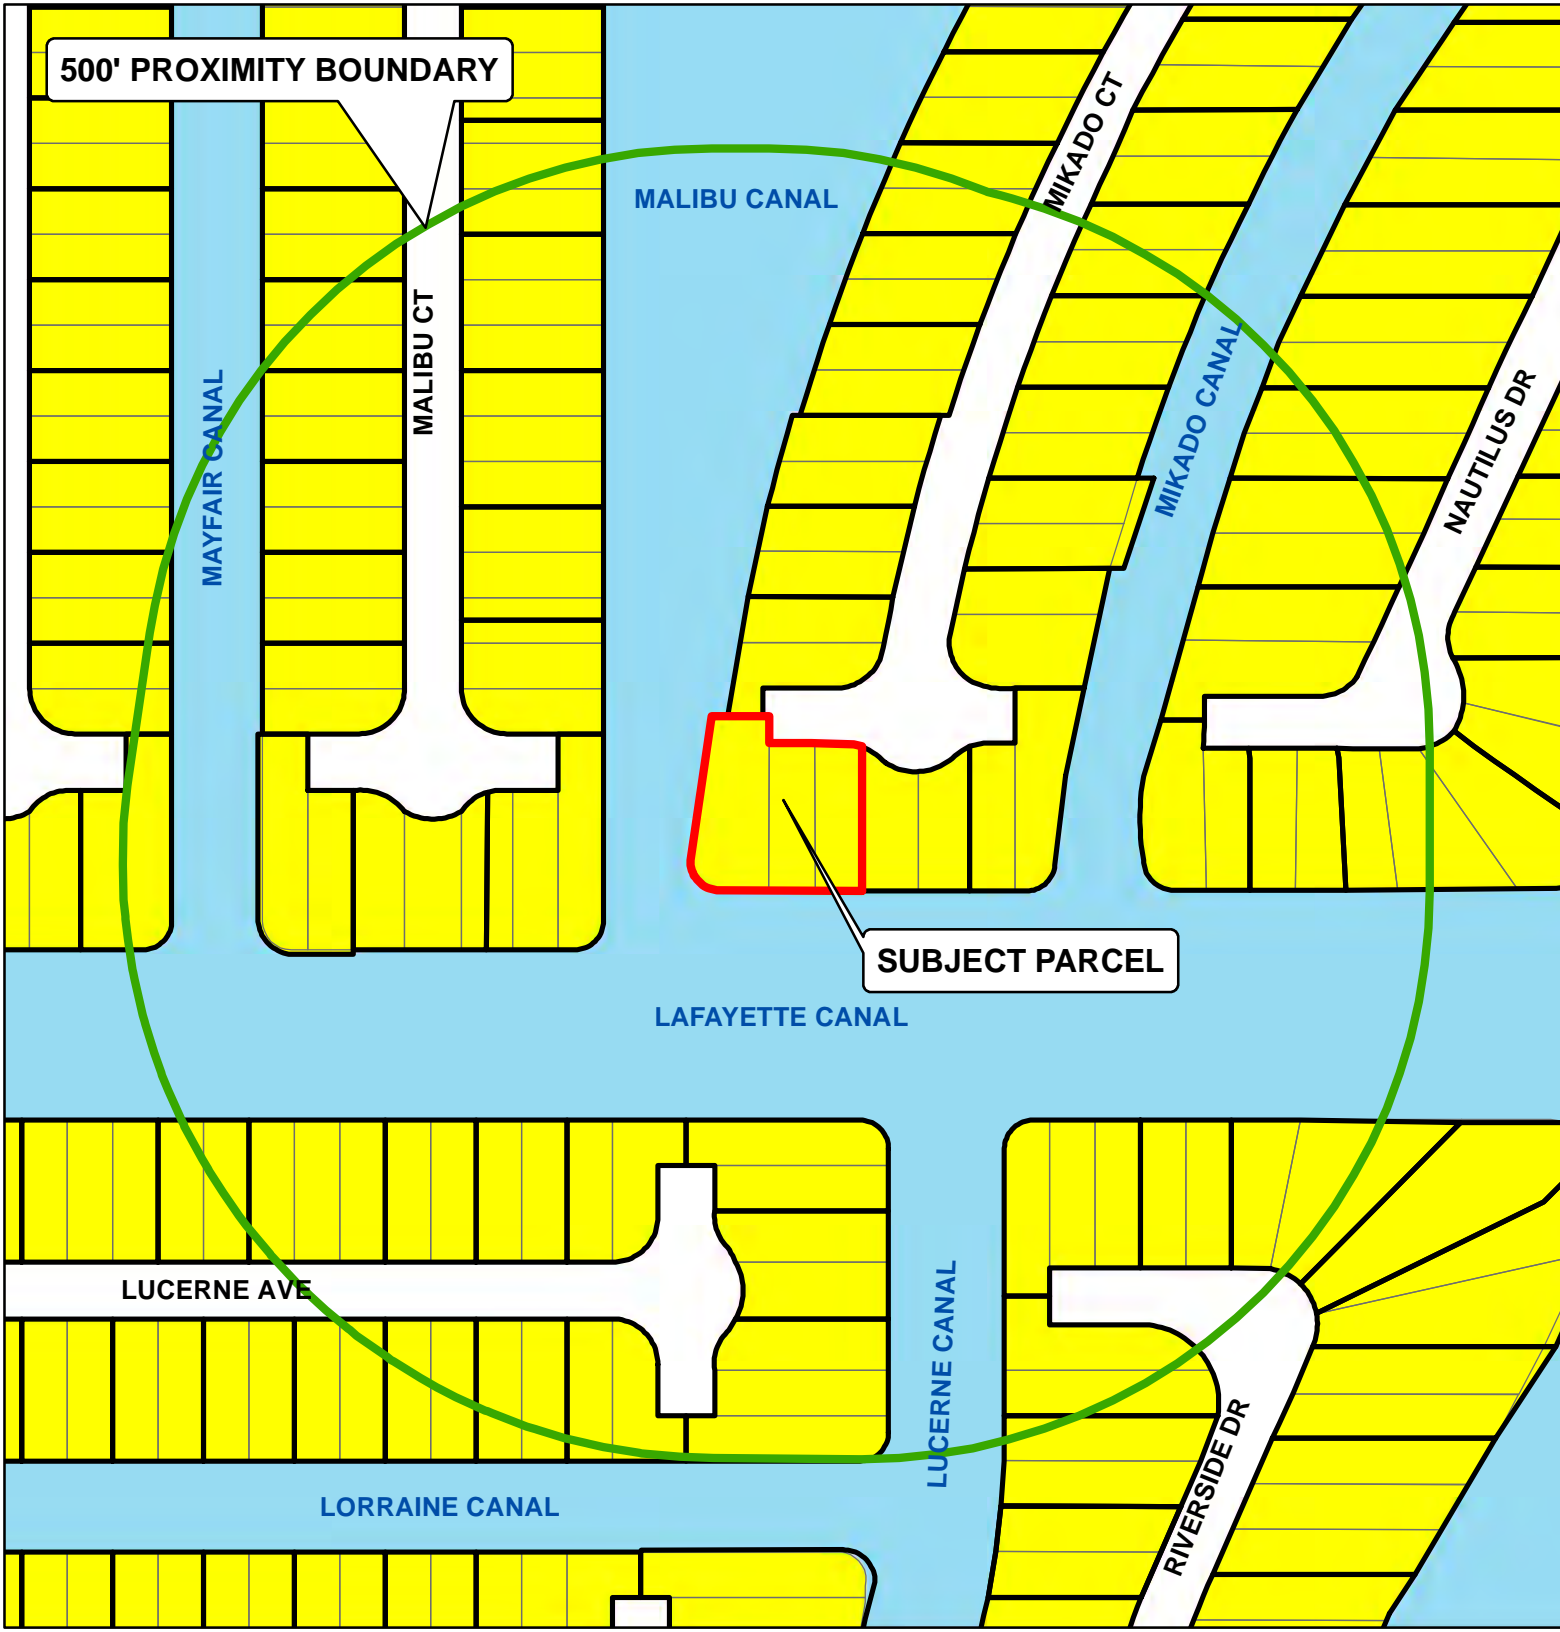 500' PROXIMITY BOUNDARY
MALIBU CANAL
MIKADO CT
MALIBU CT
MAYFAIR CANAL
MIKADO CANAL
NAUTILUS DR
SUBJECT PARCEL
LAFAYETTE CANAL
LUCERNE AVE
LUCERNE CANAL
RIVERSIDE DR
LORRAINE CANAL